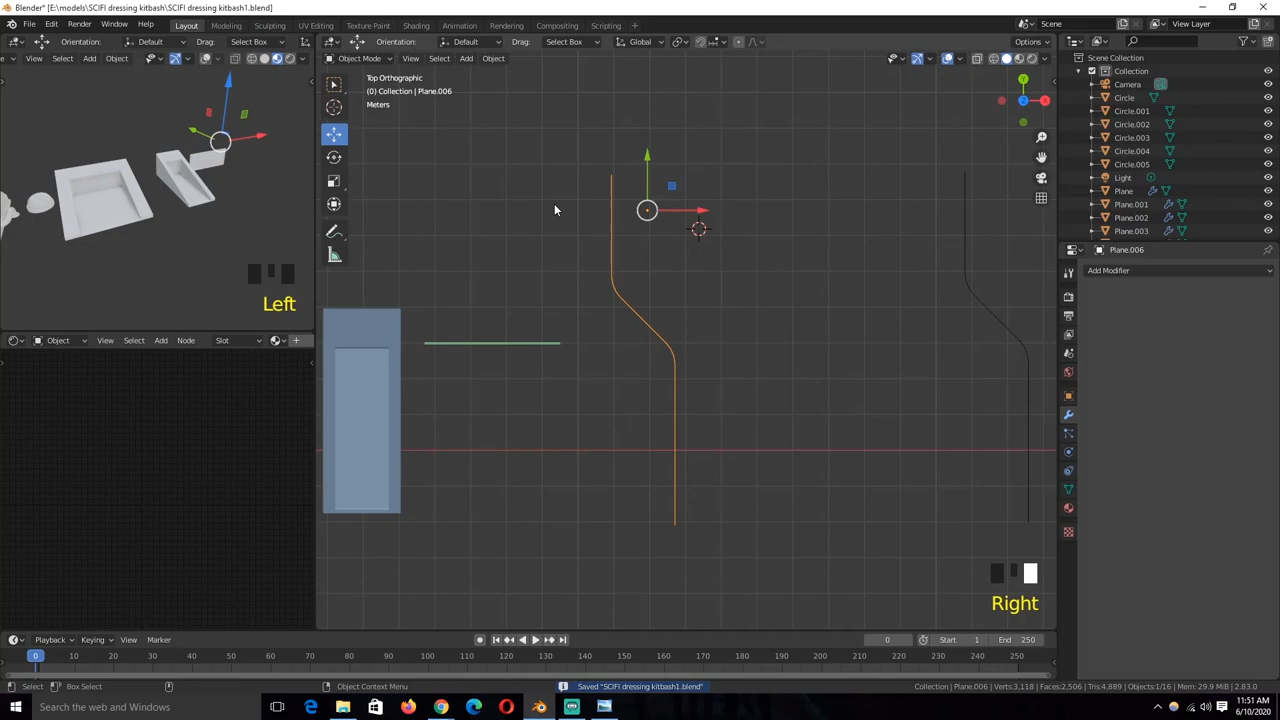 Blender* [E:\models\SCIFI dressing kitbash\SCIFI dressing kitbash1.blend]
File Edit Render Window Help Layout Modeling Sculpting UV Editing Texture Paint Shading Animation Rendering Compositing Scripting Scene View Layer
Orientation: Default Drag: Select Box Orientation: Default Drag: Select Box Global Options
View Select Add Object Object Mode View Select Add Object
Scene Collection
Collection
Camera
Circle
Circle.001
Circle.002
Circle.003
Circle.004
Circle.005
Light
Plane
Plane.001
Plane.002
Plane.003
Top Orthographic
(0) Collection | Plane.006
Meters
X
Y
Z
Left
Plane.006
Add Modifier
Object View Select Add Node Slot
Right
Playback Keying View Marker 0 Start 1 End 250
0 10 20 30 40 50 60 70 80 90 100 110 120 130 140 150 160 170 180 190 200 210 220 230 240 250
Select Box Select Object Context Menu Saved "SCIFI dressing kitbash1.blend" Collection | Plane.006 | Verts:3,118 | Faces:2,506 | Tris:4,889 | Objects:1/16 | Mem: 29.9 MiB | 2.83.0
Type here to search
11:51 AM
6/10/2020